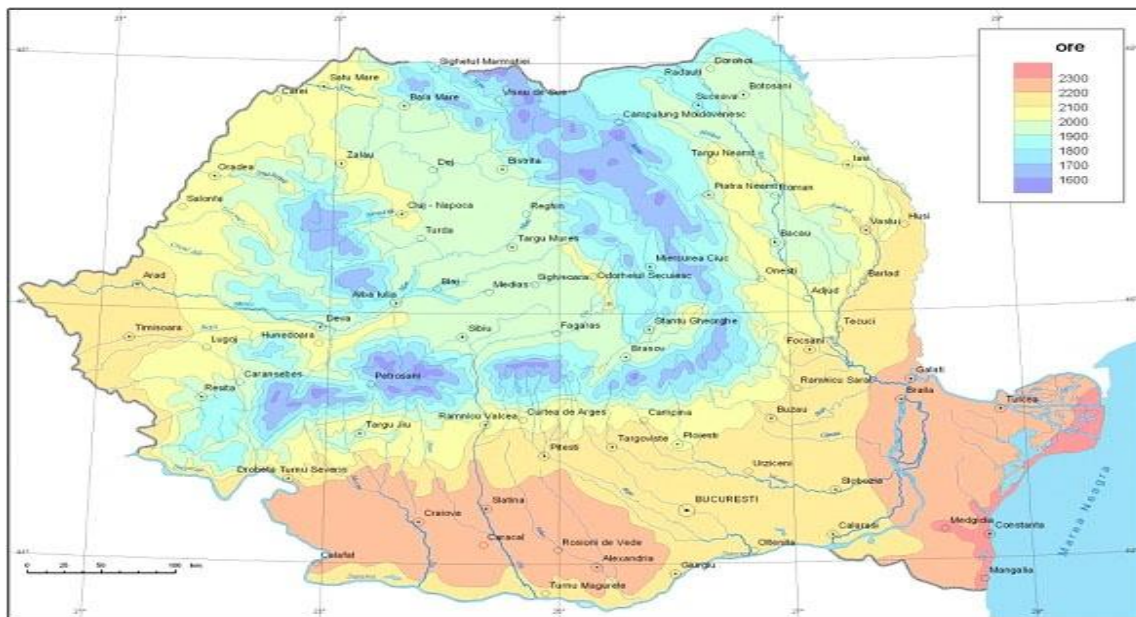 ore
2300
2200
2100
2000
1900
1800
1700
1600
Sighetul Marmatiei
Dorohoi
Radauti
Satu Mare
Viseu de Sus
Botosani
Carei
Baia Mare
Suceava
Campulung Moldovenesc
Zalau
Dej
Bistrita
Targu Neamt
Iasi
Oradea
Piatra Neamt
Roman
Salonta
Cluj - Napoca
Reghin
Vaslui
Husi
Turda
Targu Mures
Bacau
Miercurea Ciuc
Arad
Sighisoara
Odorheiul Secuiesc
Onesti
Barlad
Blaj
Medias
Alba Iulia
Adjud
Deva
Timisoara
Hunedoara
Sibiu
Fagaras
Sfantu Gheorghe
Tecuci
Lugoj
Focsani
Brasov
Caransebes
Petrosani
Galati
Resita
Ramnicu Sarat
Braila
Tulcea
Ramnicu Valcea
Curtea de Arges
Campina
Buzau
Targu Jiu
Pitesti
Targoviste
Ploiesti
Urziceni
Drobeta Turnu Severin
Slobozia
Slatina
BUCURESTI
Craiova
Medgidia
Constanta
Calarasi
Caracal
Rosiorii de Vede
Oltenita
Calafat
Alexandria
Giurgiu
Mangalia
Turnu Magurele
Marea Neagra
0 25 50 100 km